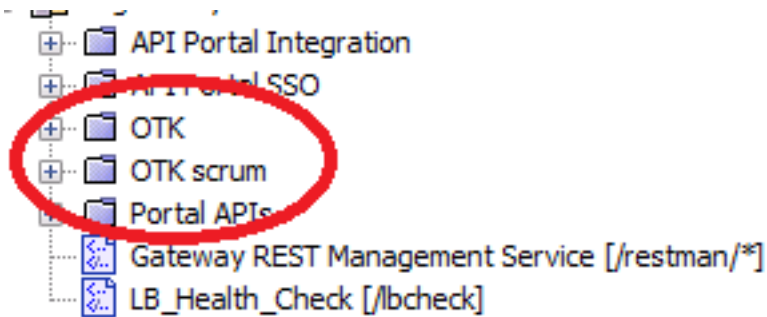 API Portal Integration
API Portal SSO
OTK
OTK scrum
Portal APIs
Gateway REST Management Service [/restman/*]
LB_Health_Check [/lbcheck]